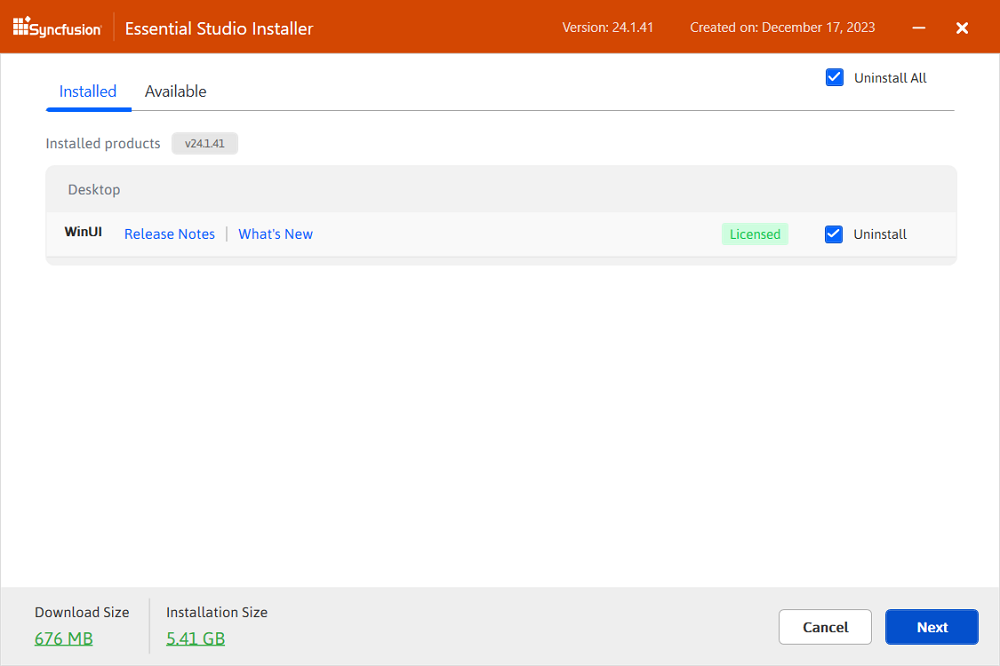 Syncfusion Essential Studio Installer Version: 24.1.41 Created on: December 17, 2023
Installed Available Uninstall All
Installed products v24.1.41
Desktop
WinUI Release Notes | What's New Licensed Uninstall
Download Size Installation Size
676 MB 5.41 GB
Cancel Next